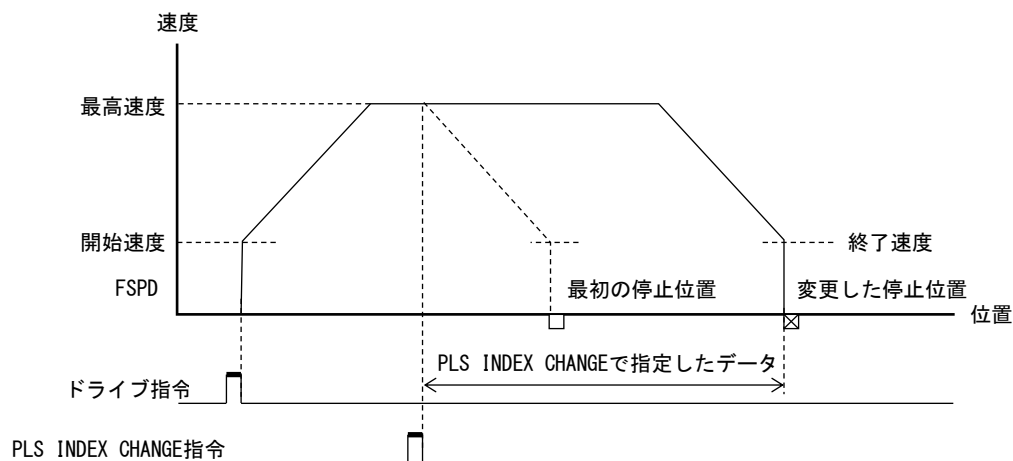 速度
最高速度
開始速度
終了速度
FSPD
最初の停止位置
変更した停止位置
位置
PLS INDEX CHANGEで指定したデータ
ドライブ指令
PLS INDEX CHANGE指令